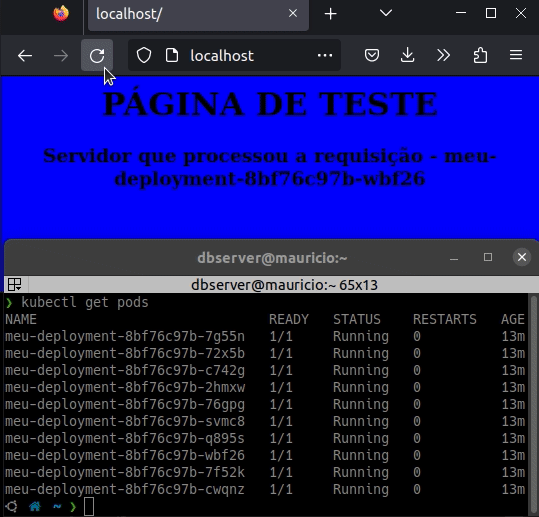 localhost/
localhost
PÁGINA DE TESTE
Servidor que processou a requisição - meu-
deployment-8bf76c97b-wbf26
dbserver@mauricio:~
dbserver@mauricio:~ 65x13
❯ kubectl get pods
NAME READY STATUS RESTARTS AGE
meu-deployment-8bf76c97b-7g55n 1/1 Running 0 13m
meu-deployment-8bf76c97b-72x5b 1/1 Running 0 13m
meu-deployment-8bf76c97b-c742g 1/1 Running 0 13m
meu-deployment-8bf76c97b-2hmxw 1/1 Running 0 13m
meu-deployment-8bf76c97b-76gpg 1/1 Running 0 13m
meu-deployment-8bf76c97b-svmc8 1/1 Running 0 13m
meu-deployment-8bf76c97b-q895s 1/1 Running 0 13m
meu-deployment-8bf76c97b-wbf26 1/1 Running 0 13m
meu-deployment-8bf76c97b-7f52k 1/1 Running 0 13m
meu-deployment-8bf76c97b-cwqnz 1/1 Running 0 13m
~ ❯